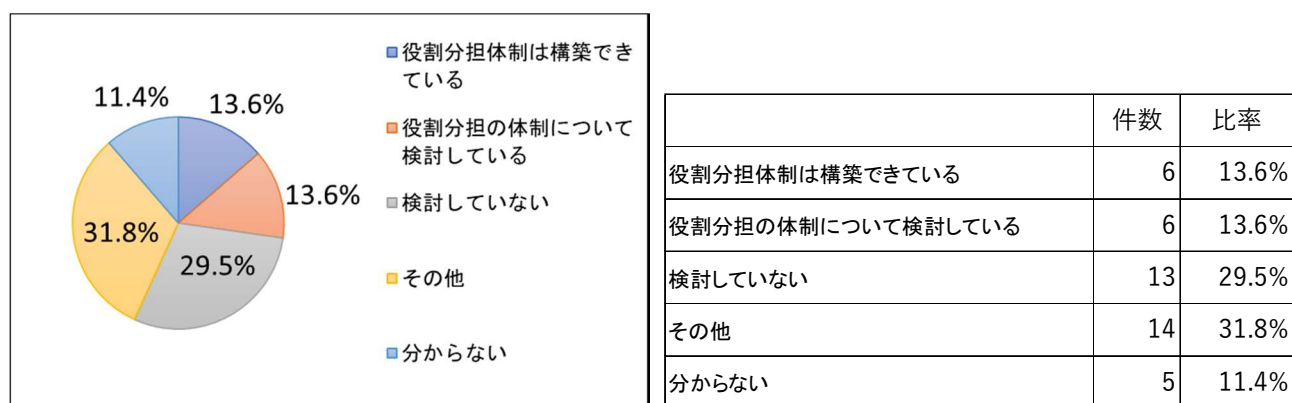 11.4%
13.6%
13.6%
31.8%
29.5%
役割分担体制は構築でき
ている
役割分担の体制について
検討している
検討していない
その他
分からない
件数 比率
役割分担体制は構築できている 6 13.6%
役割分担の体制について検討している 6 13.6%
検討していない 13 29.5%
その他 14 31.8%
分からない 5 11.4%